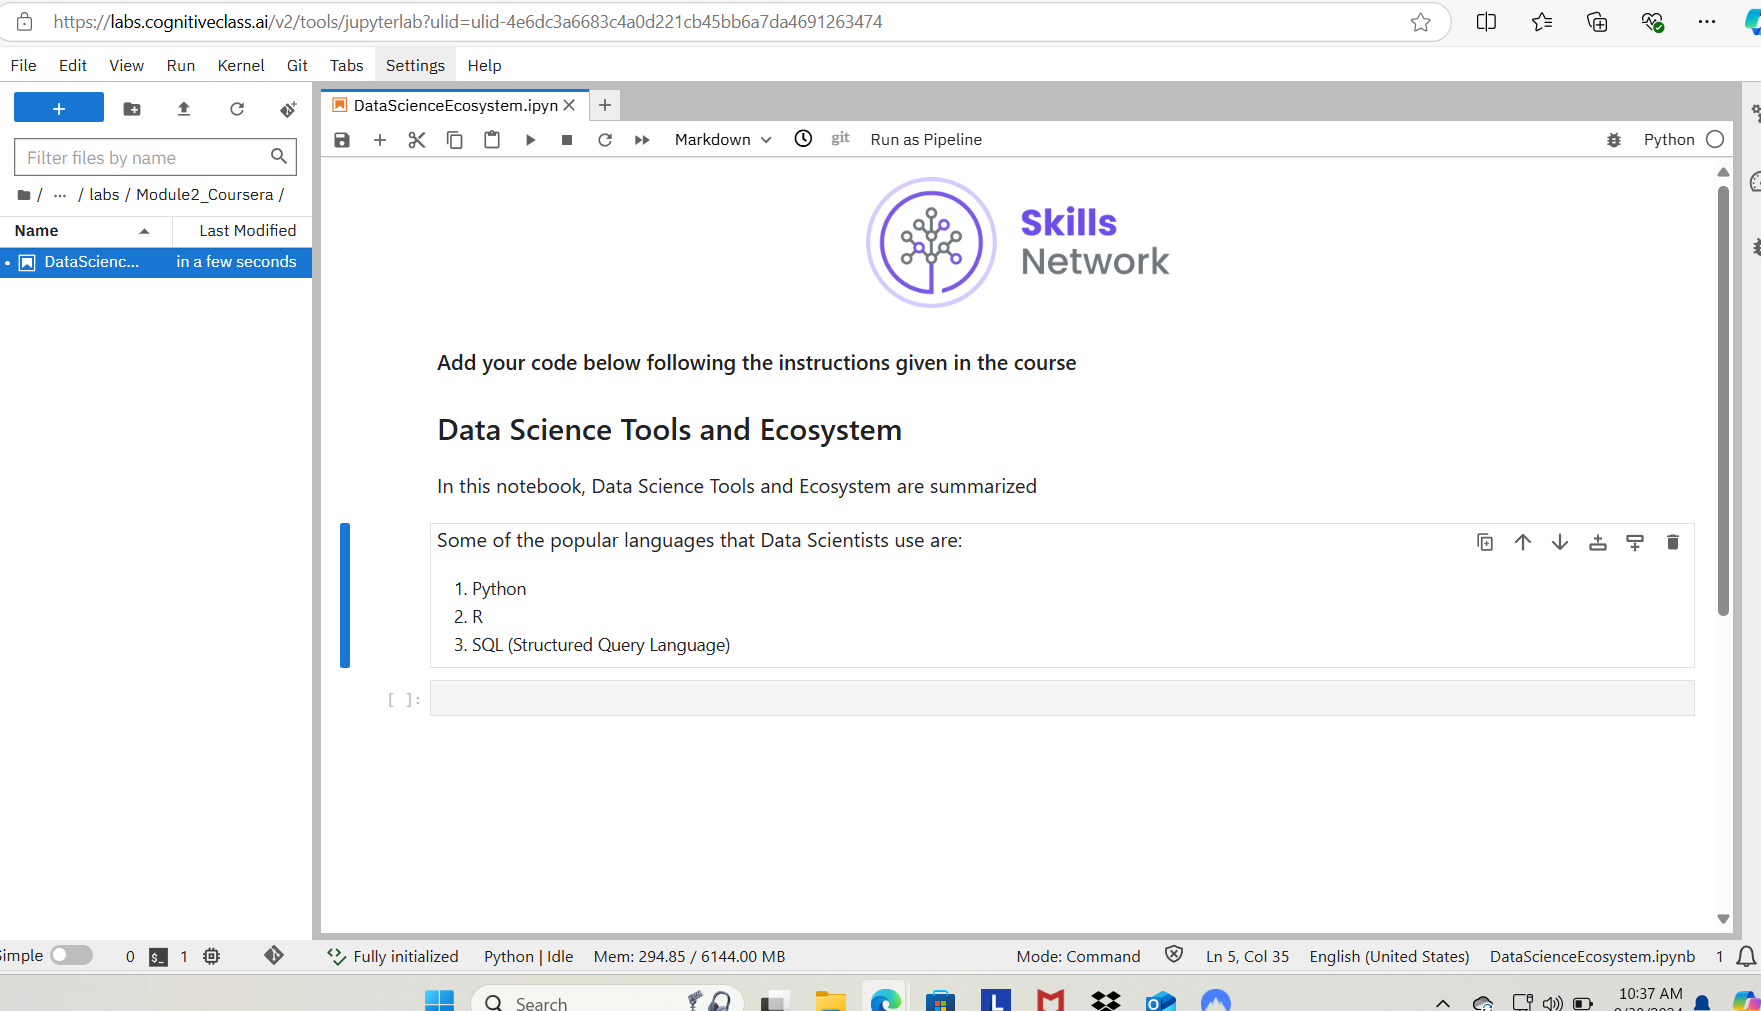 https://labs.cognitiveclass.ai/v2/tools/jupyterlab?ulid=ulid-4e6dc3a6683c4a0d221cb45bb6a7da4691263474
File Edit View Run Kernel Git Tabs Settings Help
DataScienceEcosystem.ipyn
Filter files by name
Markdown git Run as Pipeline Python
/ ... / labs / Module2_Coursera /
Name Last Modified
DataScienc... in a few seconds
Skills
Network
Add your code below following the instructions given in the course
Data Science Tools and Ecosystem
In this notebook, Data Science Tools and Ecosystem are summarized
Some of the popular languages that Data Scientists use are:
1. Python
2. R
3. SQL (Structured Query Language)
[ ]:
imple 0 $_ 1 Fully initialized Python | Idle Mem: 294.85 / 6144.00 MB Mode: Command Ln 5, Col 35 English (United States) DataScienceEcosystem.ipynb 1
Search L 10:37 AM